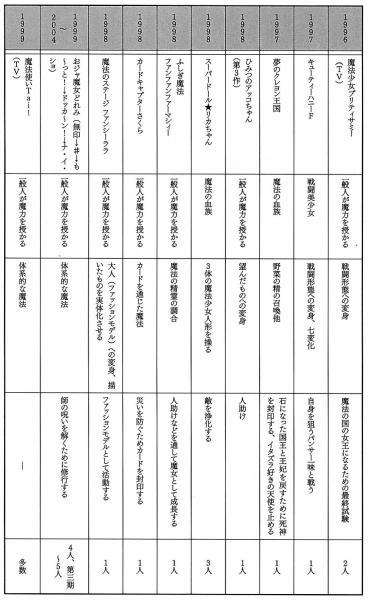 1996
魔法少女プリティサミー
(TV)
一般人が魔力を授かる
戦闘形態への変身
魔法の国の女王になるための最終試験
2人
1997
キューティーハニーF
戦闘美少女
戦闘形態への変身、七変化
自身を狙うパンサー一味と戦う
1人
1997
夢のクレヨン王国
魔法の血族
野菜の精の召喚他
石になった国王と王妃を戻すために死神
を封印する、イタズラ好きの天使を止める
1人
1998
ひみつのアッコちゃん
(第3作)
一般人が魔力を授かる
望んだものへの変身
人助け
1人
1998
スーパードール★リカちゃん
魔法の血族
3体の魔法少女人形を操る
敵を浄化する
3人
1998
ふしぎ魔法
ファンファンファーマシィー
一般人が魔力を授かる
魔法の精霊の調合
人助けなどを通して魔女として成長する
1人
1998
カードキャプターさくら
一般人が魔力を授かる
カードを通じた魔法
災いを防ぐためカードを封印する
1人
1998
魔法のステージ ファンシーララ
一般人が魔力を授かる
大人(ファッションモデル)への変身、描
いたものを実体化させる
ファッションモデルとして活動する
1人
1999
～
2004
おジャ魔女どれみ(無印→♯→も
～っと!→ドッカ～ン!→ナ・イ・
ショ)
一般人が魔力を授かる
体系的な魔法
師の呪いを解くために修行する
4人、第三期
～5人
1999
魔法使いTai!
(TV)
一般人が魔力を授かる
体系的な魔法
―
多数